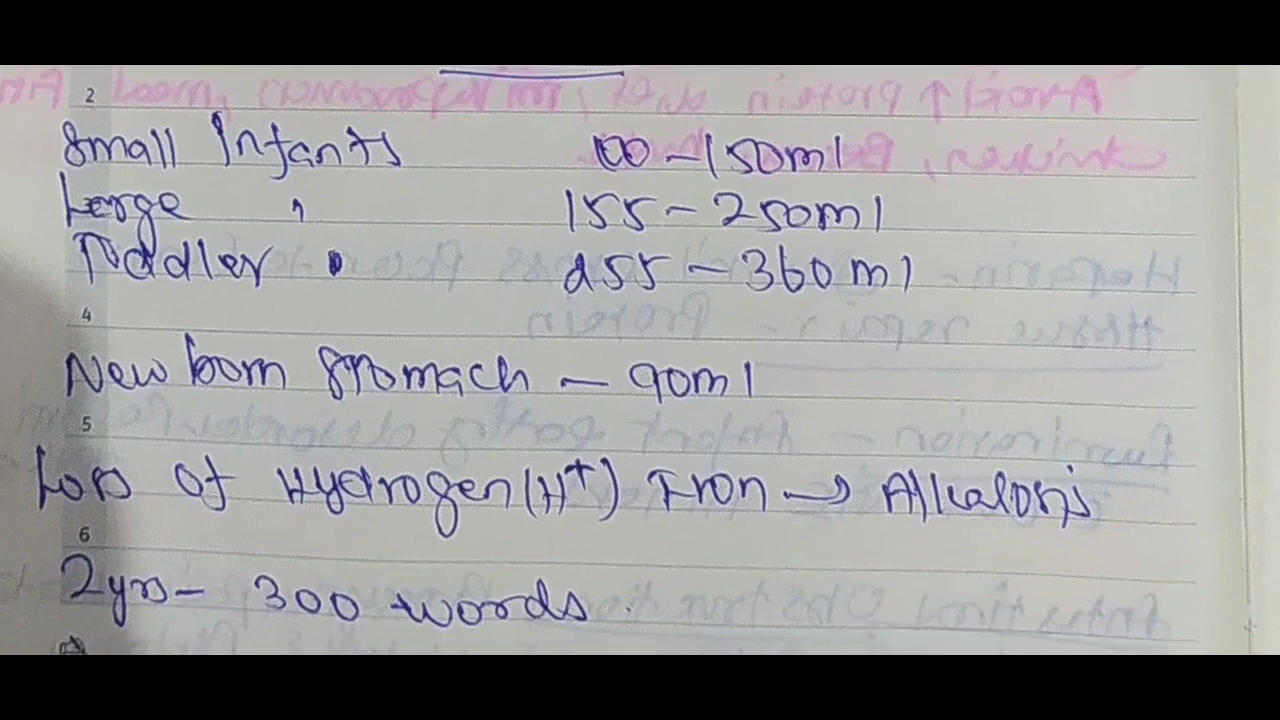 2
Small Infants 100-150ml
Large " 155-250ml
Toddler 255-360ml
4
New born stomach - 90ml
5
Loss of Hydrogen(H+) Iron → Alkalosis
6
2yrs - 300 words.